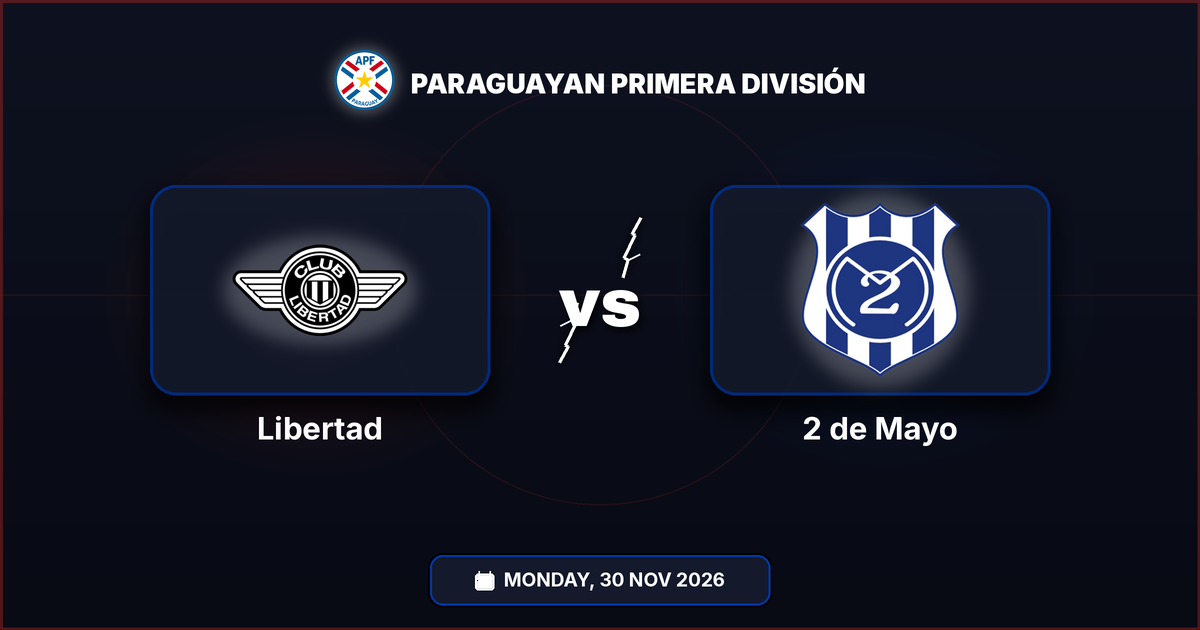 APF
PARAGUAY
PARAGUAYAN PRIMERA DIVISIÓN
CLUB
LIBERTAD
VS
2
Libertad
2 de Mayo
MONDAY, 30 NOV 2026